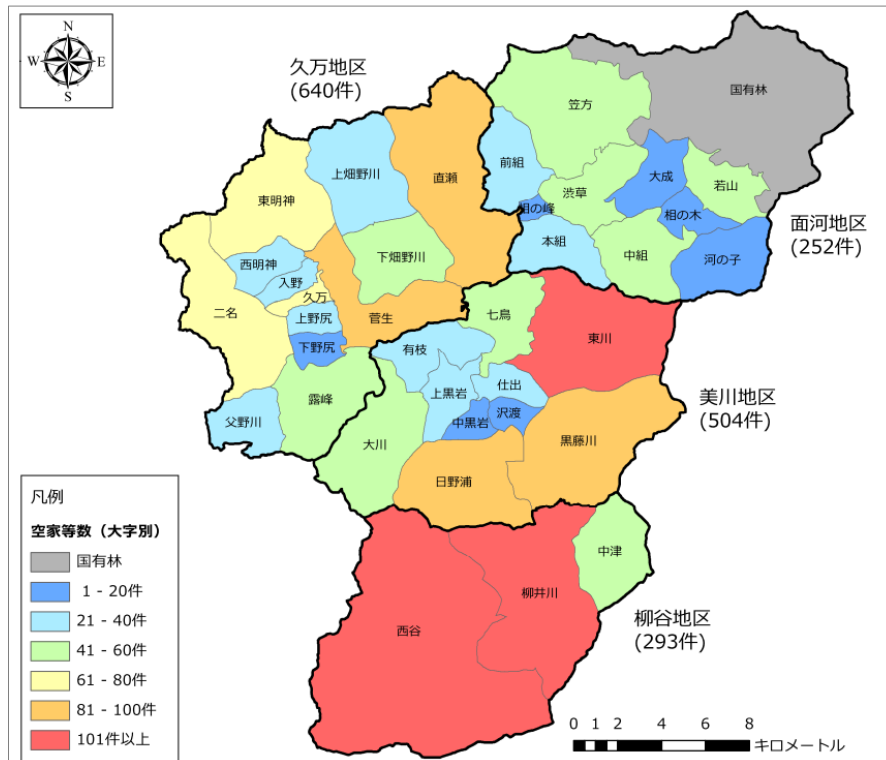 N
W
E
S
久万地区
(640件)
国有林
笠方
前組
大成
若山
渋草
相の峰
相の木
本組
中組
河の子
面河地区
(252件)
上畑野川
直瀬
東明神
西明神
下畑野川
入野
久万
二名
上野尻
菅生
下野尻
露峰
父野川
七鳥
東川
有枝
上黒岩
仕出
中黒岩
沢渡
大川
黒藤川
日野浦
美川地区
(504件)
中津
柳井川
西谷
柳谷地区
(293件)
凡例
空家等数(大字別)
国有林
1 - 20件
21 - 40件
41 - 60件
61 - 80件
81 - 100件
101件以上
0 1 2 4 6 8
キロメートル